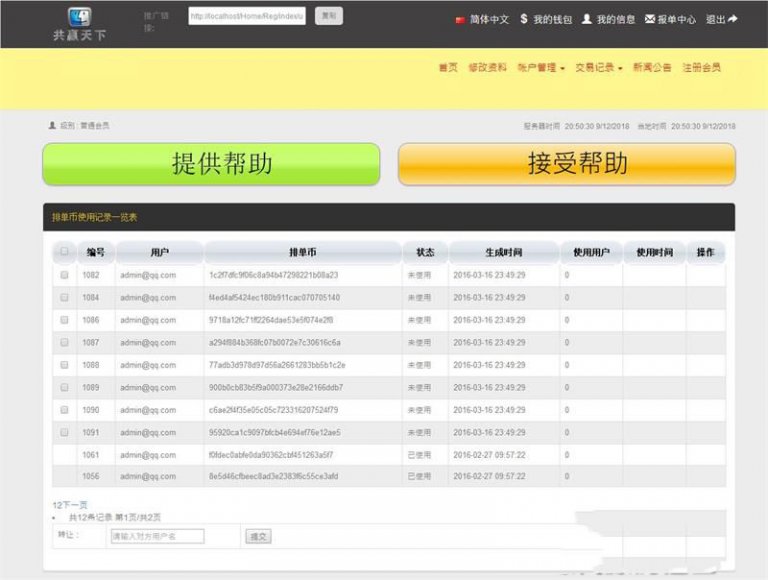 共赢天下
推广链接:
http://localhost/Home/Reg/index/u
复制
简体中文 $ 我的钱包 我的信息 报单中心 退出
首页 修改资料 帐户管理 交易记录 新闻公告 注册会员
级别: 普通会员
服务器时间 20:50:30 9/12/2018 当地时间 20:50:30 9/12/2018
提供帮助
接受帮助
排单币使用记录一览表
编号 用户 排单币 状态 生成时间 使用用户 使用时间 操作
1082 admin@qq.com 1c2f7dfc9f06c8a94b47298221b08a23 未使用 2016-03-16 23:49:29 0
1084 admin@qq.com f4ed4af5424ec180b911cac070705140 未使用 2016-03-16 23:49:29 0
1086 admin@qq.com 9718a12fc71ff2264dae53e5f074e2f8 未使用 2016-03-16 23:49:29 0
1087 admin@qq.com a294f884b368fc07b0072e7c30616c6a 未使用 2016-03-16 23:49:29 0
1088 admin@qq.com 77adb3d978d97d56a2661283bb5b1c2e 未使用 2016-03-16 23:49:29 0
1089 admin@qq.com 900b0cb83b5f9a000373e28e2166ddb7 未使用 2016-03-16 23:49:29 0
1090 admin@qq.com c6ae2f4f35e05c05c723316207524f79 未使用 2016-03-16 23:49:29 0
1091 admin@qq.com 95920ca1c9097bfcb4e694ef76e12ae5 未使用 2016-03-16 23:49:29 0
1061 admin@qq.com f0fdec0abfe0da90362cbf451263a5f7 已使用 2016-02-27 09:57:22 0
1056 admin@qq.com 8e5d46cfbeec8ad3e2383f6c55ce3afd 已使用 2016-02-27 09:57:22 0
12下一页
共12条记录 第1页/共2页
转让: 请输入对方用户名 提交